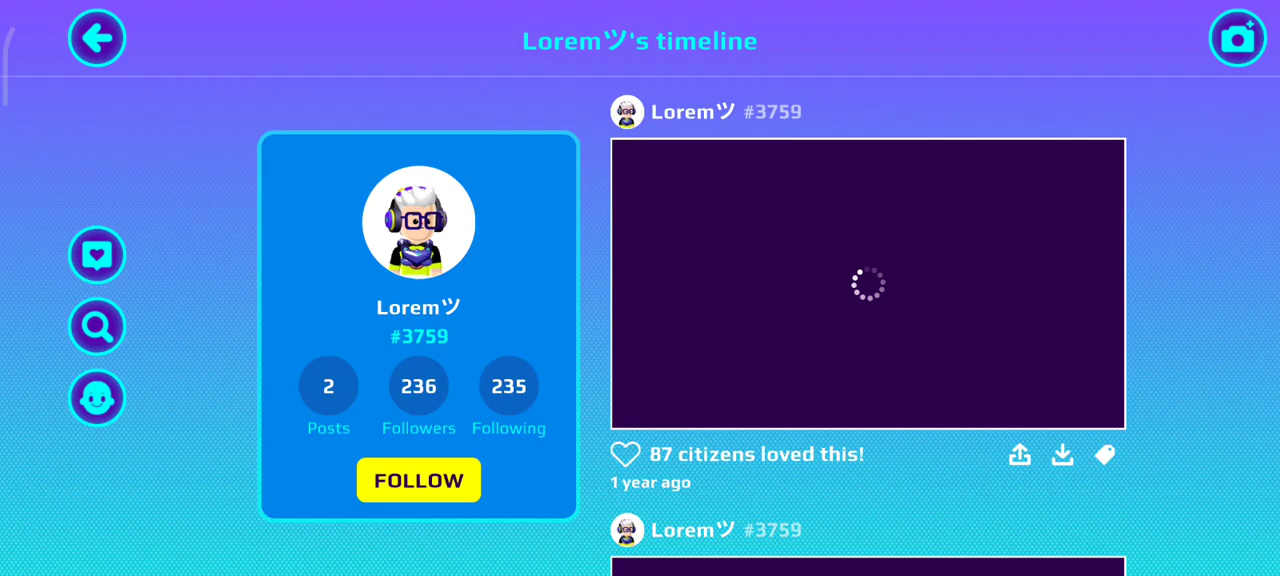 Loremツ's timeline
Loremツ
#3759
2
236
235
Posts
Followers
Following
FOLLOW
Loremツ #3759
87 citizens loved this!
1 year ago
Loremツ #3759